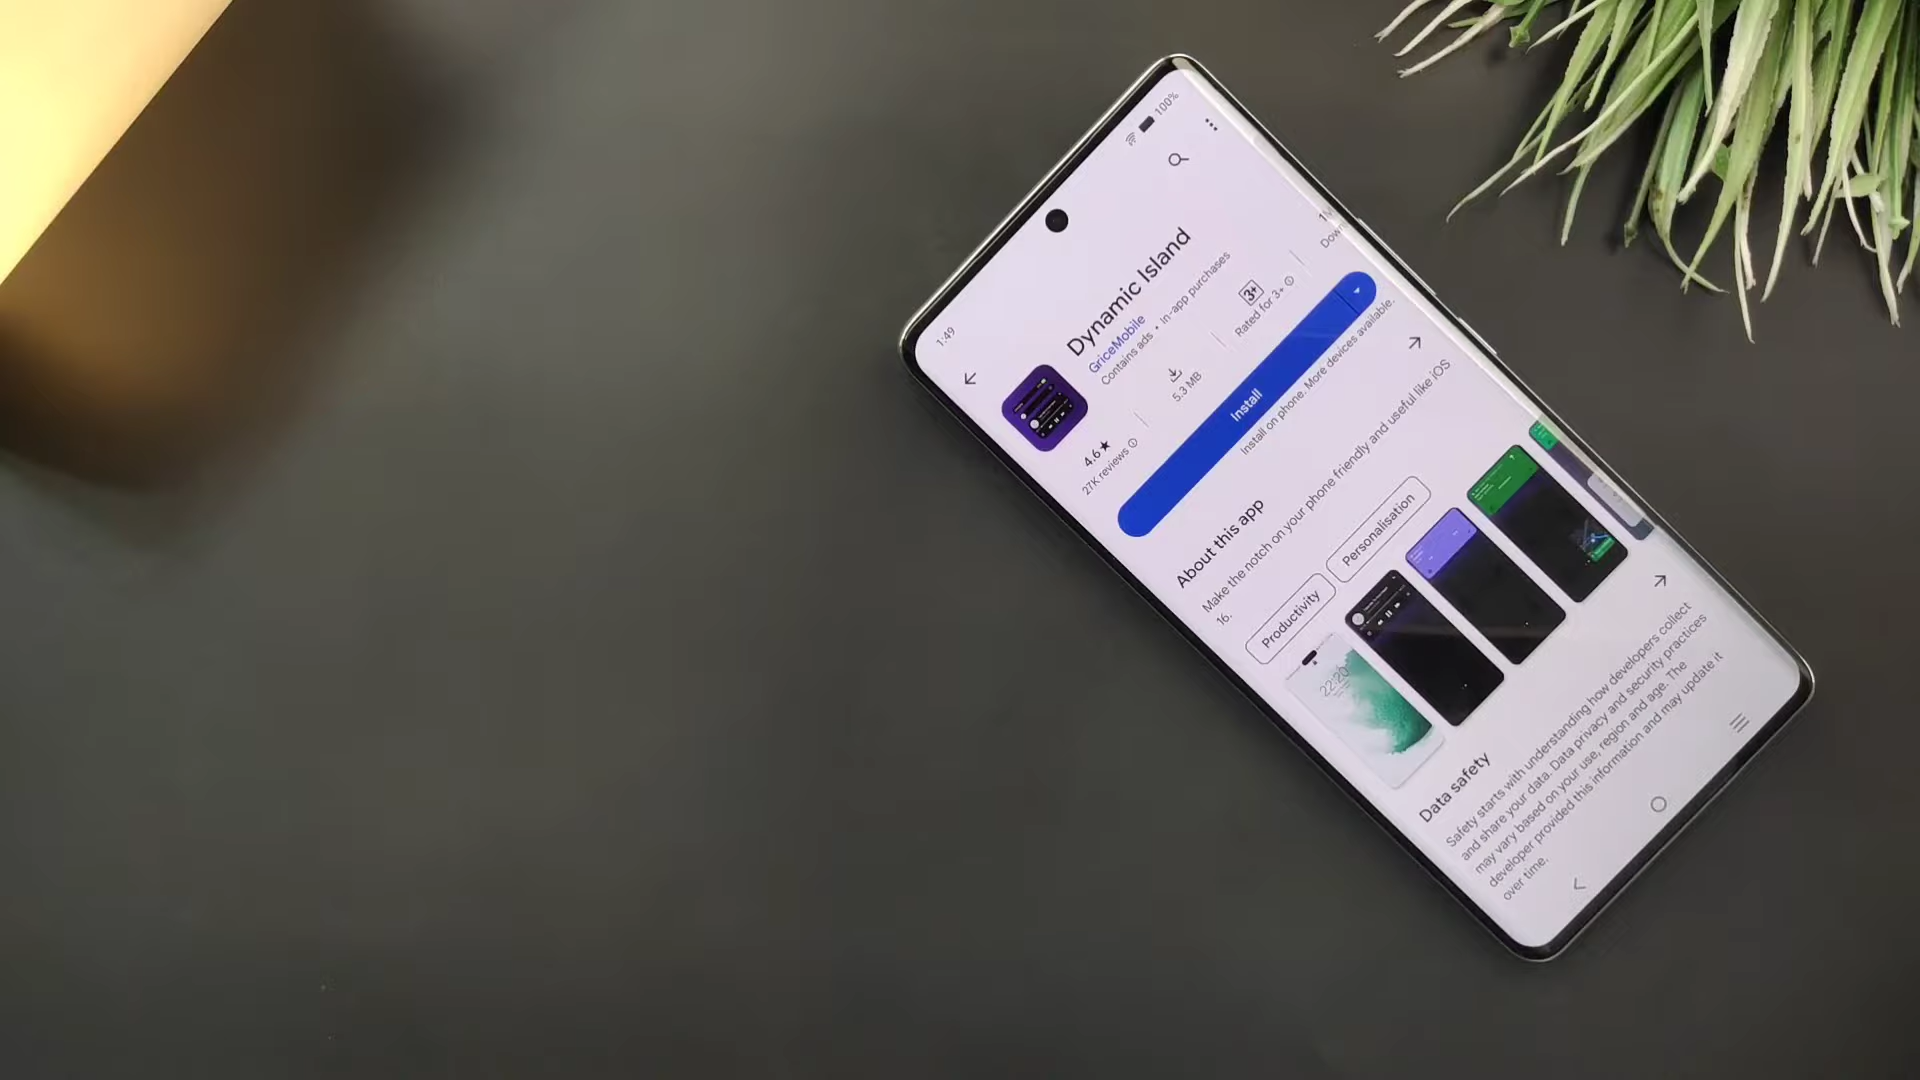 1:49
100%
Dynamic Island
GriceMobile
Contains ads • In-app purchases
4.6★
27K reviews
5.3 MB
3+
Rated for 3+
Install
Install on phone. More devices available.
About this app
Make the notch on your phone friendly and useful like iOS
16.
Productivity
Personalisation
22:20
Data safety
Safety starts with understanding how developers collect
and share your data. Data privacy and security practices
may vary based on your use, region and age. The
developer provided this information and may update it
over time.